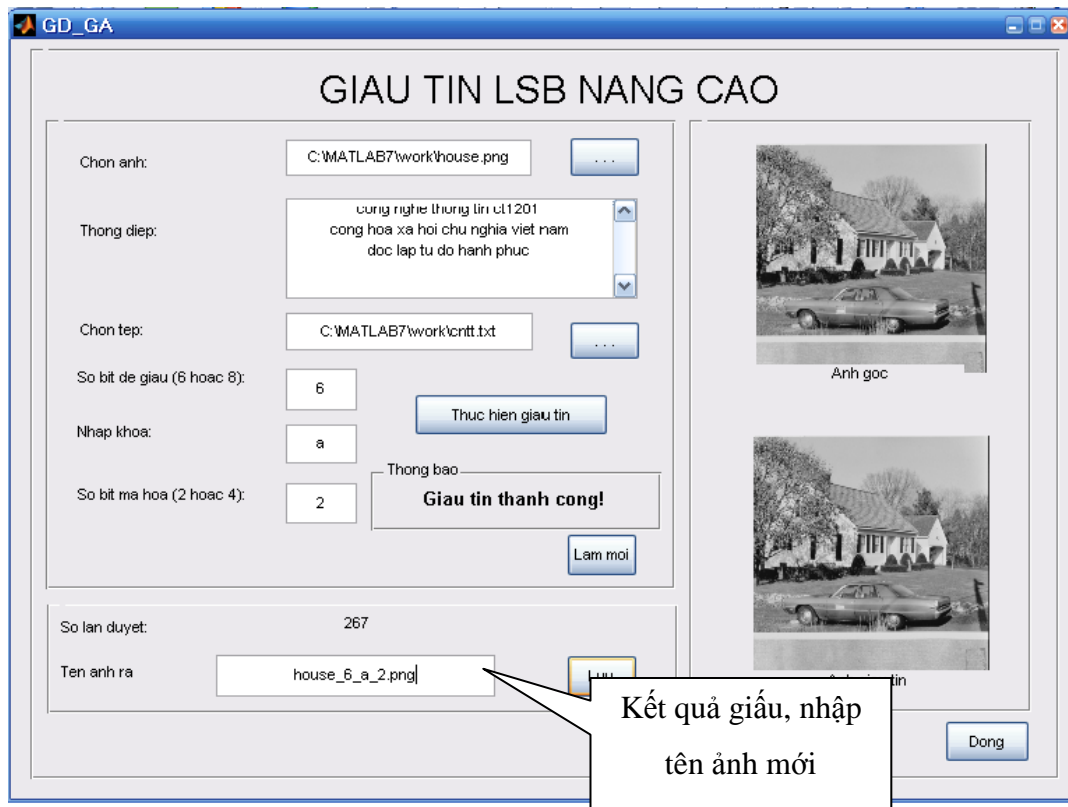 GD_GA
GIAU TIN LSB NANG CAO
Chon anh:
C:\MATLAB7\work\house.png
...
Thong diep:
cong nghe thong tin ct1201
cong hoa xa hoi chu nghia viet nam
doc lap tu do hanh phuc
Chon tep:
C:\MATLAB7\work\cntt.txt
...
So bit de giau (6 hoac 8):
6
Thuc hien giau tin
Nhap khoa:
a
So bit ma hoa (2 hoac 4):
2
Thong bao
Giau tin thanh cong!
Lam moi
Anh goc
tin
So lan duyet:
267
Ten anh ra
house_6_a_2.png
Kết quả giấu, nhập
tên ảnh mới
Dong